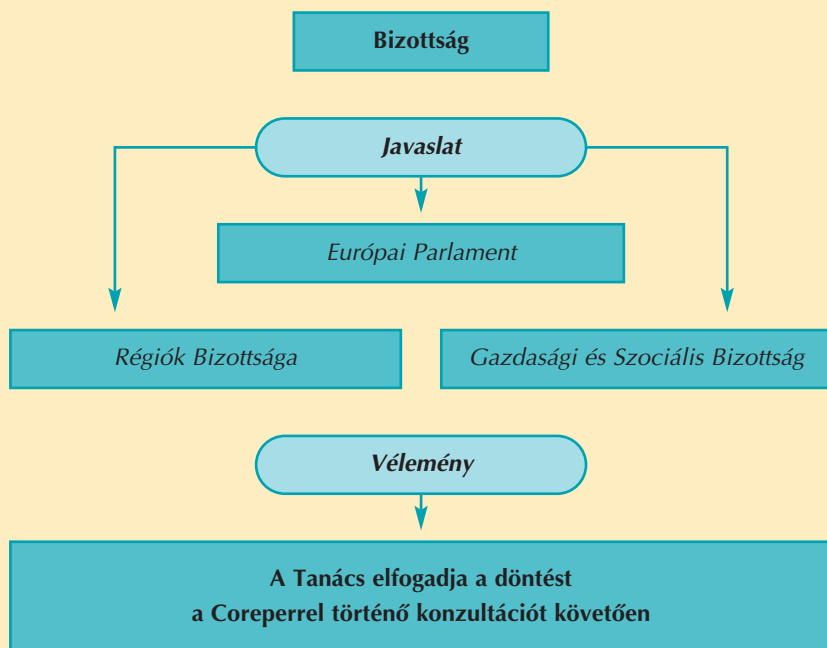 Bizottság
Javaslat
Európai Parlament
Régiók Bizottsága
Gazdasági és Szociális Bizottság
Vélemény
A Tanács elfogadja a döntést
a Coreperrel történő konzultációt követően